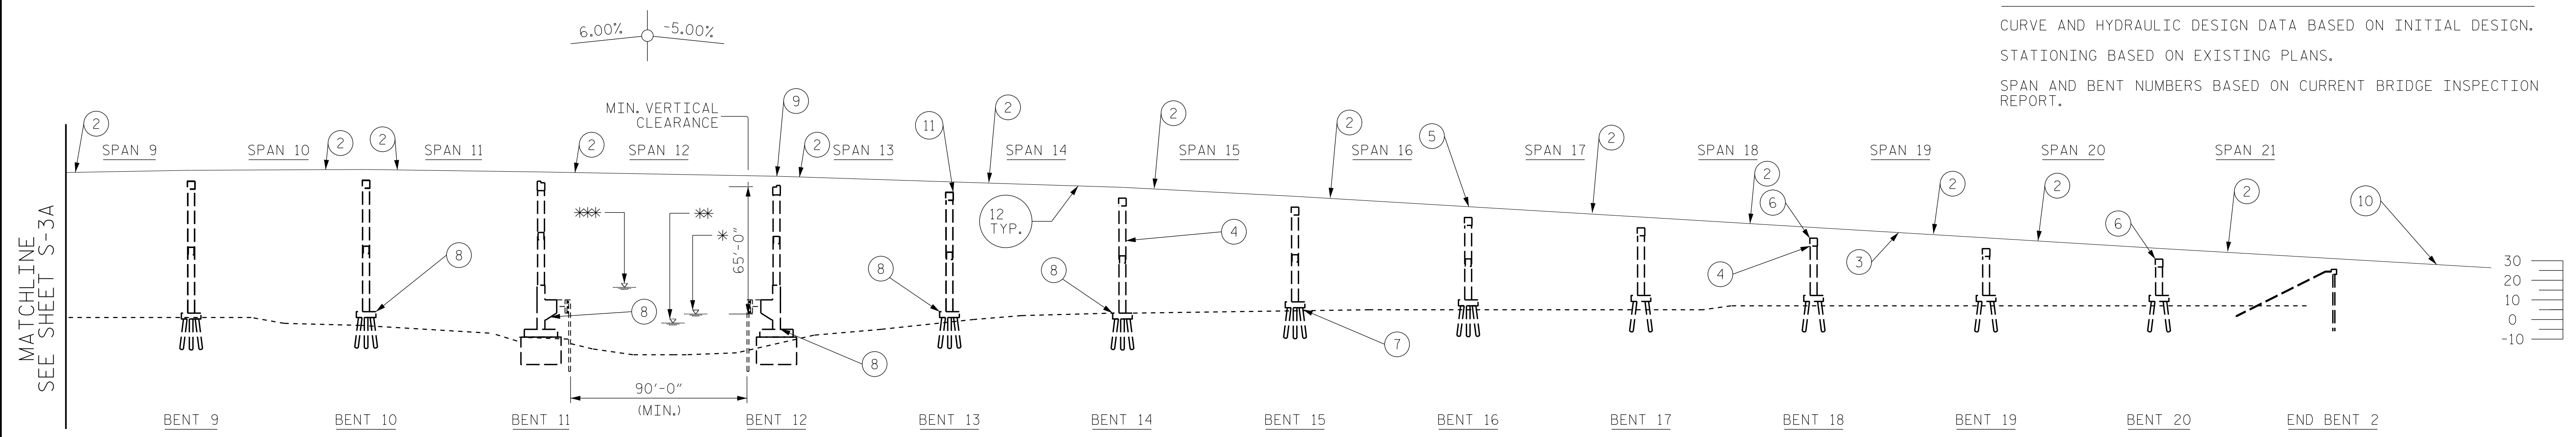 CURVE AND HYDRAULIC DESIGN DATA BASED ON INITIAL DESIGN.
STATIONING BASED ON EXISTING PLANS.
SPAN AND BENT NUMBERS BASED ON CURRENT BRIDGE INSPECTION
REPORT.
6.00% -5.00%
MIN. VERTICAL
CLEARANCE
9
2 2 2 2 2 11 2 2 2 5 2 2 2 2 2
SPAN 9 SPAN 10 SPAN 11 SPAN 12 SPAN 13 SPAN 14 SPAN 15 SPAN 16 SPAN 17 SPAN 18 SPAN 19 SPAN 20 SPAN 21
MATCHLINE
SEE SHEET S-3A
*** ** *
65'-0"
12
TYP.
4
6
6
10
8
8
8
4
3
8
8
7
30
20
10
0
-10
90'-0"
(MIN.)
BENT 9 BENT 10 BENT 11 BENT 12 BENT 13 BENT 14 BENT 15 BENT 16 BENT 17 BENT 18 BENT 19 BENT 20 END BENT 2